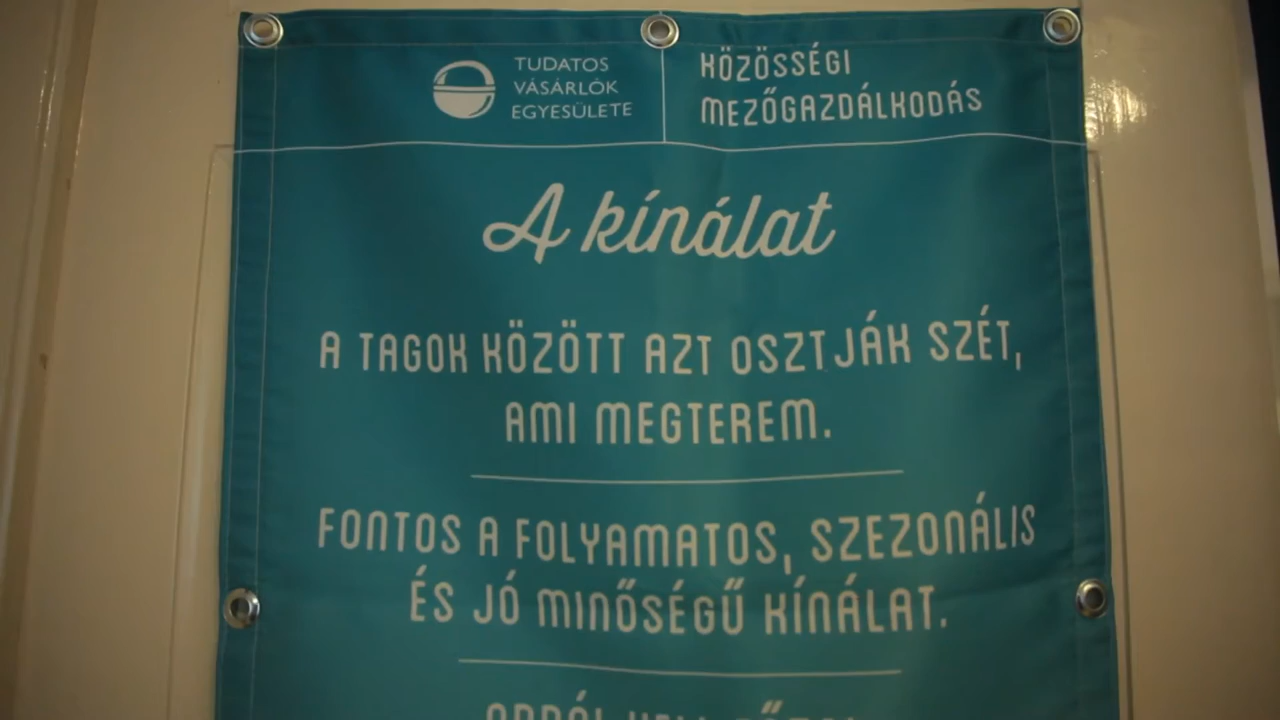 TUDATOS
VÁSÁRLÓK
EGYESÜLETE
KÖZÖSSÉGI
MEZŐGAZDÁLKODÁS
A kínálat
A TAGOK KÖZÖTT AZT OSZTJÁK SZÉT,
AMI MEGTEREM.
FONTOS A FOLYAMATOS, SZEZONÁLIS
ÉS JÓ MINŐSÉGŰ KÍNÁLAT.